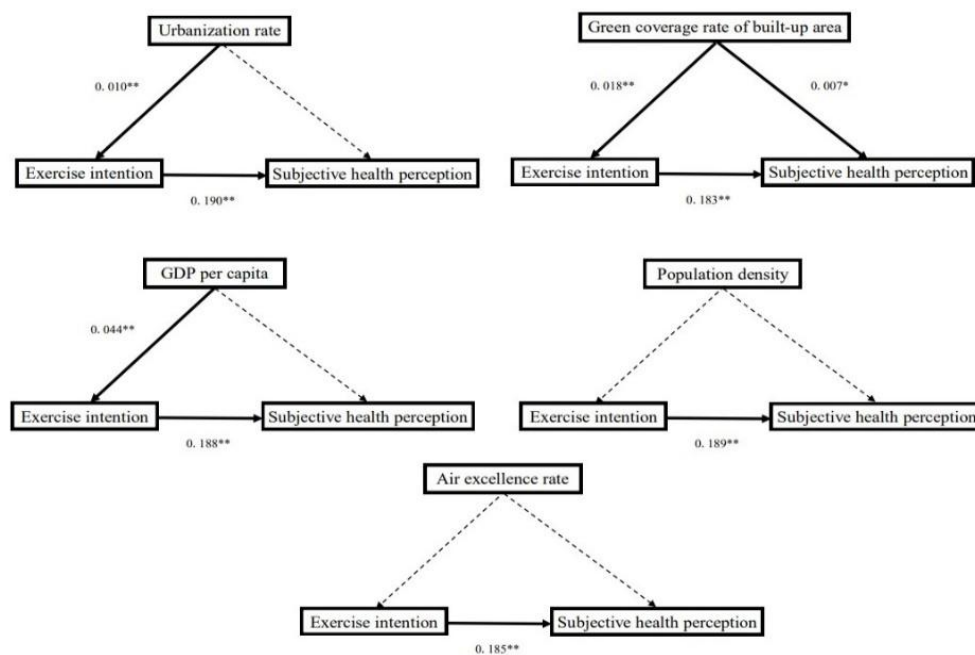 Urbanization rate
0. 010**
Exercise intention
Subjective health perception
0. 190**
Green coverage rate of built-up area
0. 018**
0. 007*
Exercise intention
Subjective health perception
0. 183**
GDP per capita
0. 044**
Exercise intention
Subjective health perception
0. 188**
Population density
Exercise intention
Subjective health perception
0. 189**
Air excellence rate
Exercise intention
Subjective health perception
0. 185**